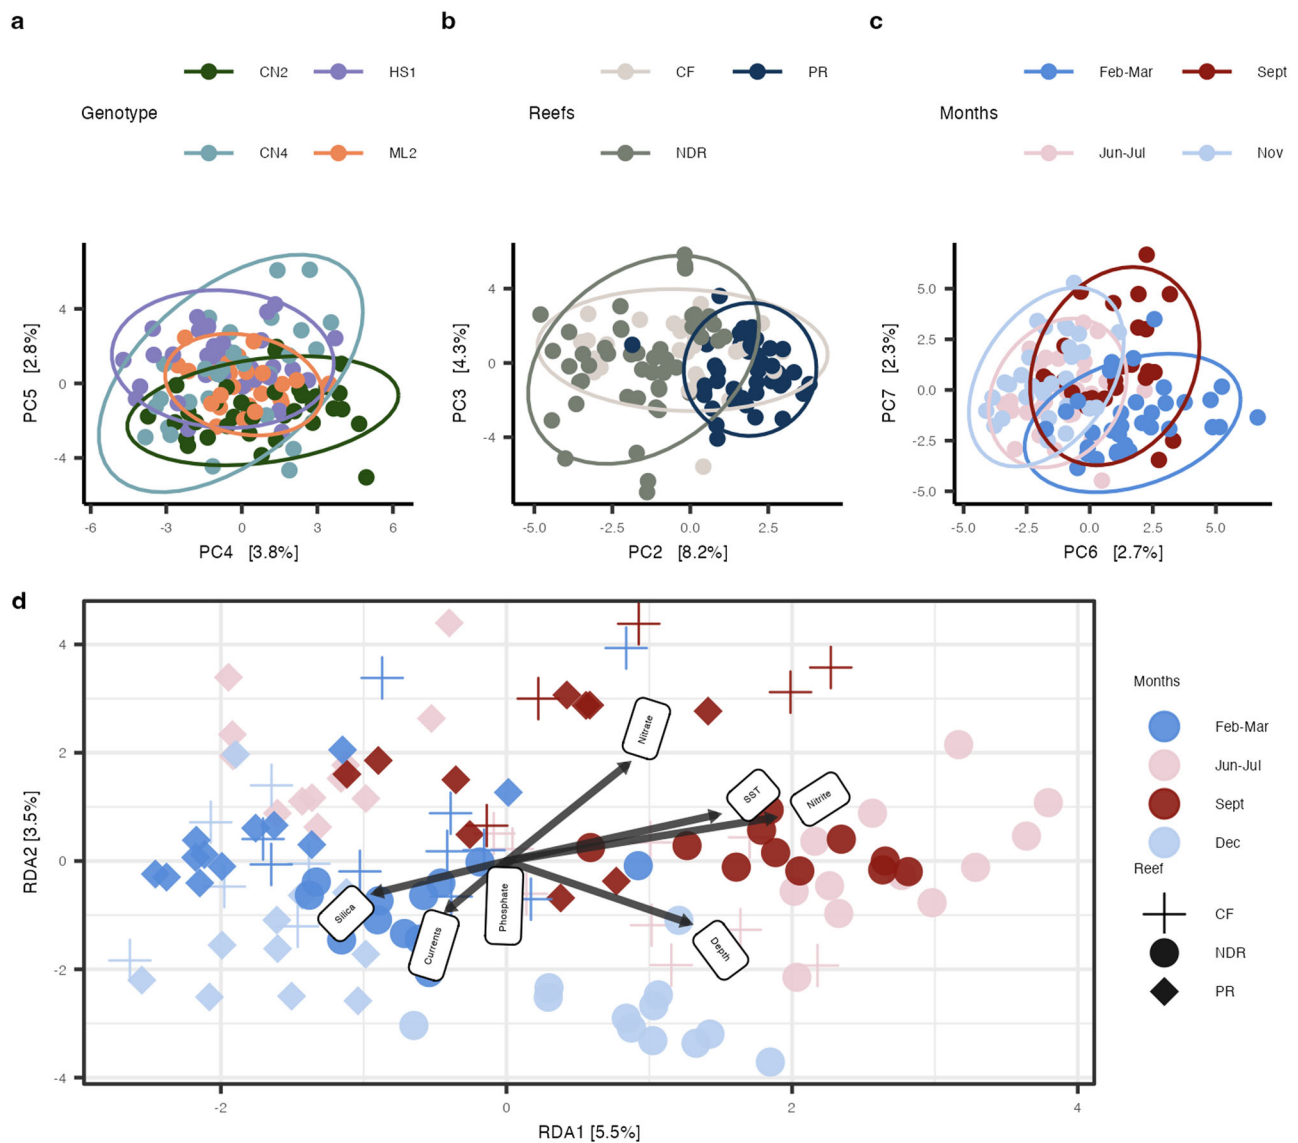 a
b
c
CN2
HS1
CF
PR
Feb-Mar
Sept
Genotype
Reefs
Months
CN4
ML2
NDR
Jun-Jul
Nov
PC5 [2.8%]
4
0
-4
-6
-3
0
3
6
PC4 [3.8%]
PC3 [4.3%]
4
0
-4
-5.0
-2.5
0.0
2.5
PC2 [8.2%]
PC7 [2.3%]
5.0
2.5
0.0
-2.5
-5.0
-5.0
-2.5
0.0
2.5
5.0
PC6 [2.7%]
d
RDA2 [3.5%]
4
2
0
-2
-4
Nitrate
SST
Nitrite
Silica
Currents
Phosphate
Depth
-2
0
2
4
RDA1 [5.5%]
Months
Feb-Mar
Jun-Jul
Sept
Dec
Reef
CF
NDR
PR